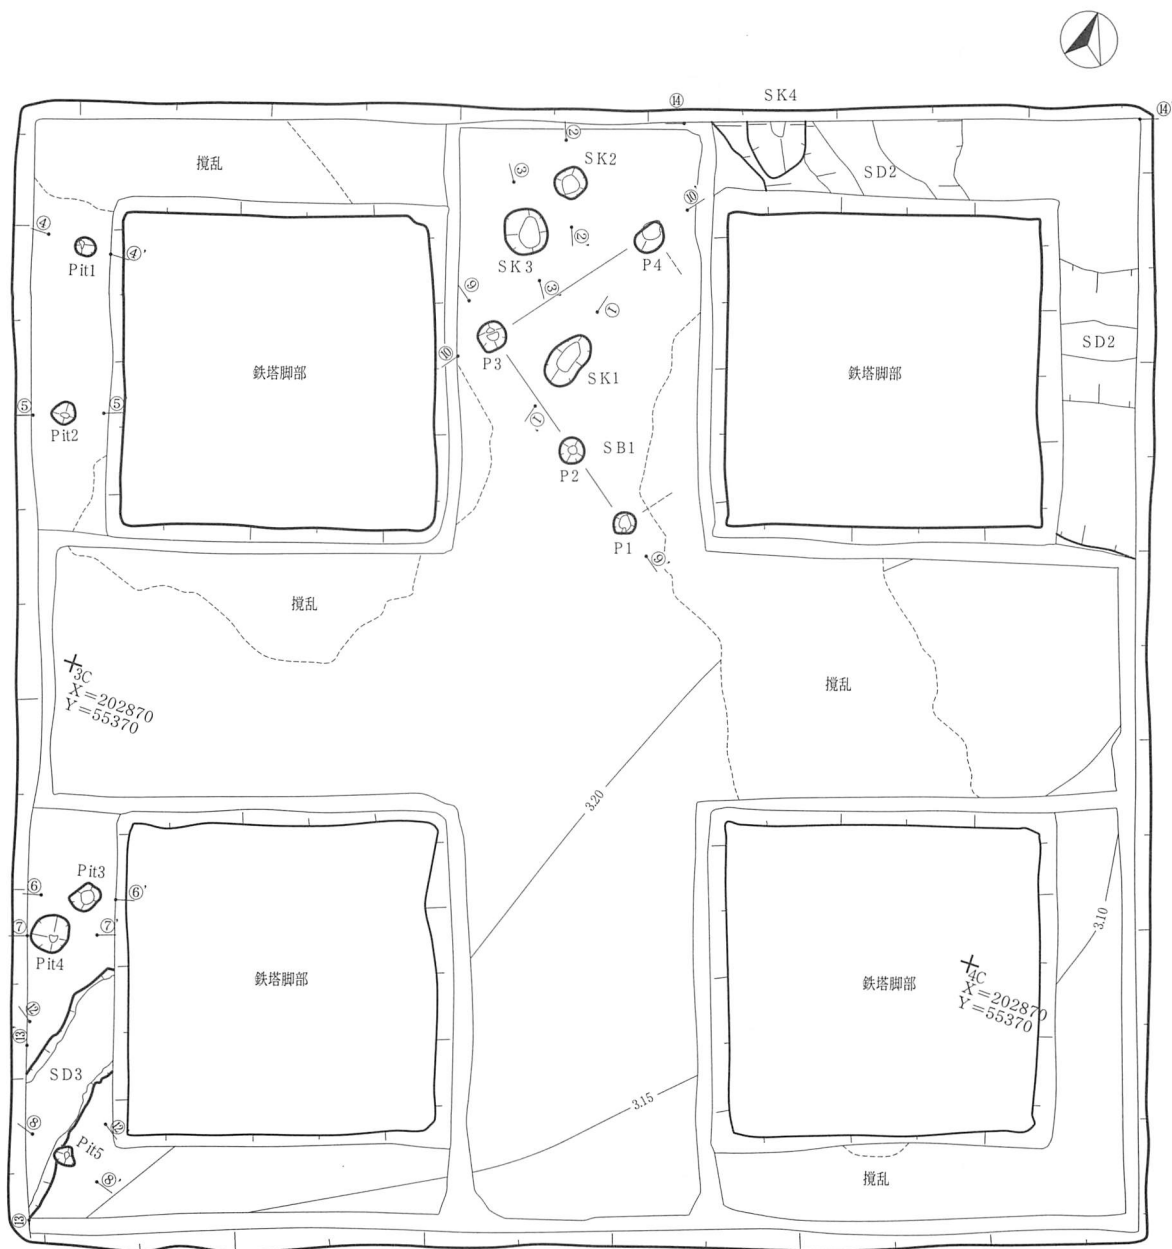 ⑭
SK4
⑭'
攪乱
②
SK2
③
SD2
⑩'
④
Pit1
④'
②'
SK3
P4
⑨
③'
①
SD2
P3
⑩
SK1
鉄塔脚部
鉄塔脚部
⑤
⑤'
Pit2
①'
SB1
P2
P1
⑨'
攪乱
3C
X=202870
Y=55370
攪乱
3.20
Pit3
⑥
⑥'
⑦
⑦'
Pit4
3.10
鉄塔脚部
鉄塔脚部
4C
X=202870
Y=55370
⑫
⑬
SD3
3.15
⑧
⑫'
Pit5
⑧'
攪乱
⑬'